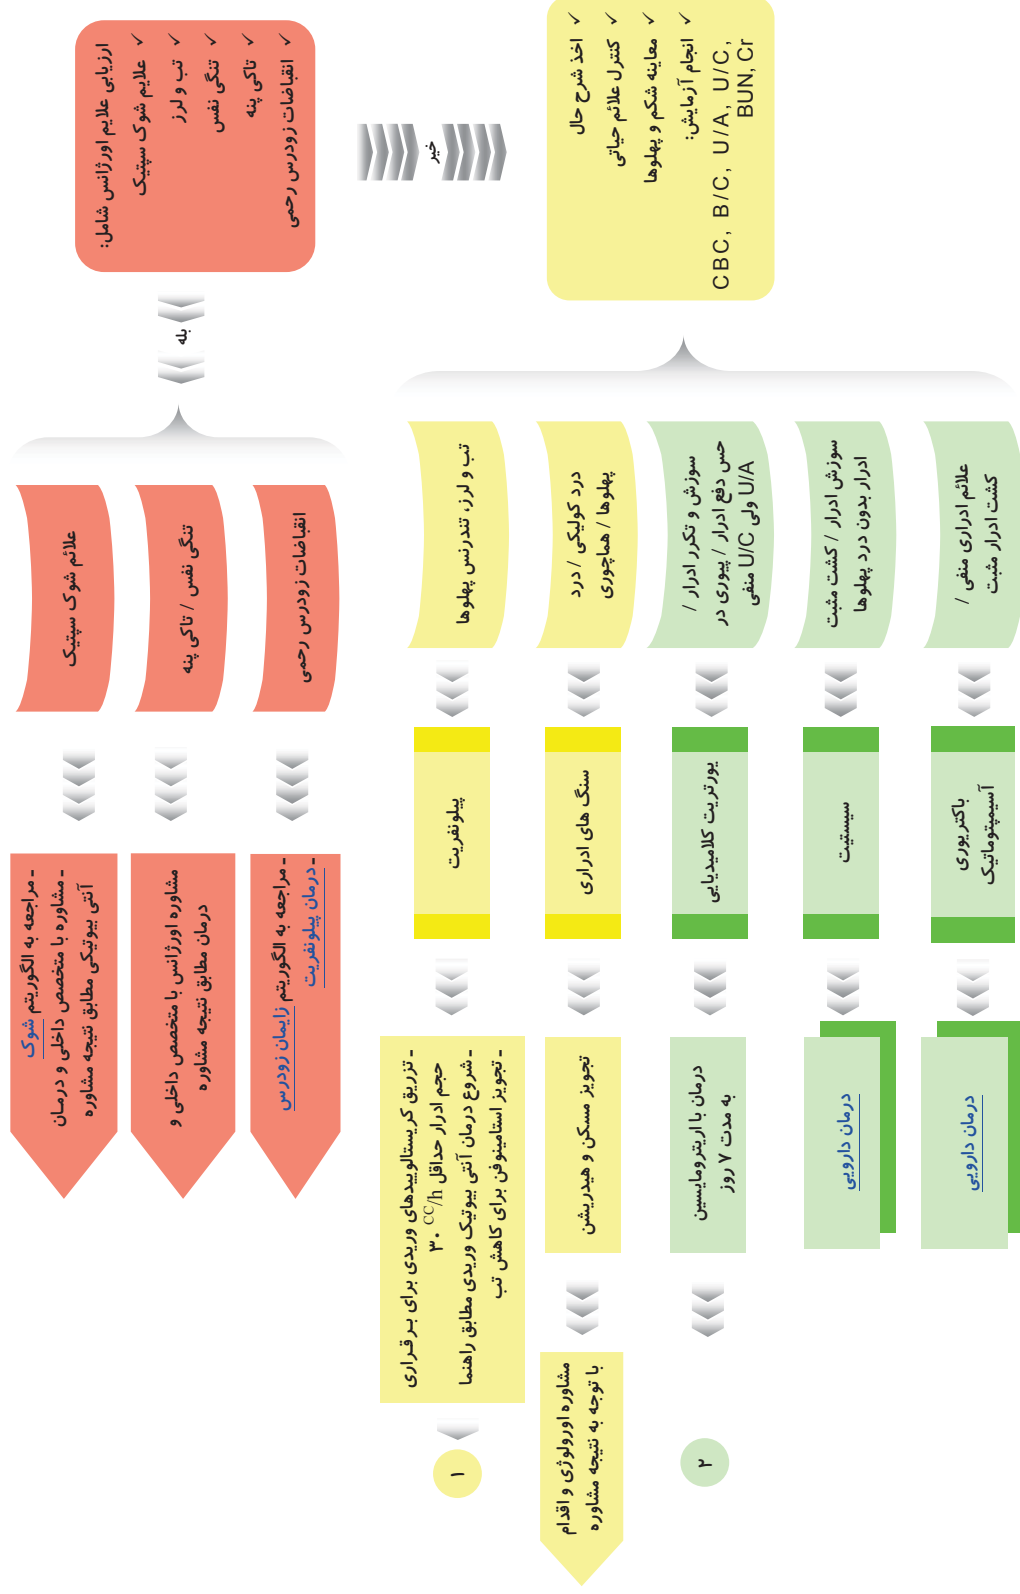 ارزیابی علایم اورژانس شامل:
✓ علایم شوک سپتیک
✓ تب و لرز
✓ تنگی نفس
✓ تاکی پنه
✓ انقباضات زودرس رحمی
خیر
بله
✓ اخذ شرح حال
✓ کنترل علائم حیاتی
✓ معاینه شکم و پهلوها
✓ انجام آزمایش:
CBC, B/C, U/A, U/C,
BUN, Cr
علائم شوک سپتیک
تنگی نفس / تاکی پنه
انقباضات زودرس رحمی
ـ مراجعه به الگوریتم شوک
ـ مشاوره با متخصص داخلی و درمـان
آنتی بیوتیکی مطابق نتیجه مشاوره
مشاوره اورژانس با متخصص داخلی و
درمان مطابق نتیجه مشاوره
ـ مراجعه به الگوریتم زایمان زودرس
ـ درمان پیلونفریت
تب و لرز، تندرنس پهلوها
درد کولیکی / درد
پهلوها / هماچوری
سوزش و تکرر ادرار /
حس دفع ادرار / پیوری در
U/A ولی U/C منفی
سوزش ادرار / کشت مثبت
ادرار بدون درد پهلوها
علائم ادراری منفی /
کشت ادرار مثبت
پیلونفریت
سنگ های ادراری
یورتریت کلامیدیایی
سیستیت
باکتریوری
آسیمپتوماتیک
ـ تزریق کریستالوییدهای وریدی برای بـرقـراری
حجم ادرار حداقل ۳۰ CC/h
ـ شروع درمان آنتی بیوتیک وریدی مطابق راهنما
ـ تجویز استامینوفن برای کاهش تب
تجویز مسکن و هیدریشن
درمان با اریترومایسین
به مدت ۷ روز
درمان دارویی
درمان دارویی
۱
مشاوره اورولوژی و اقدام
با توجه به نتیجه مشاوره
۲